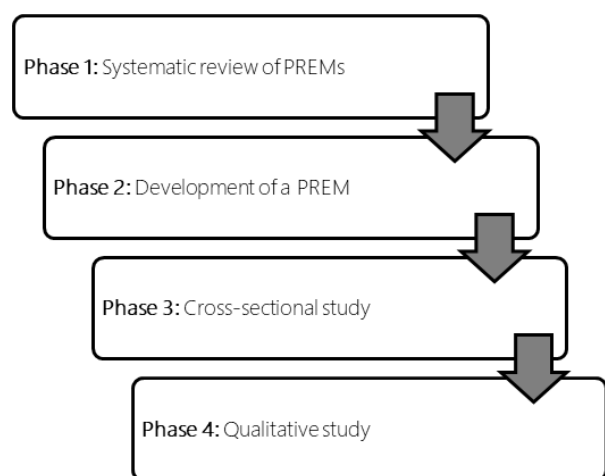 Phase 1: Systematic review of PREMs
Phase 2: Development of a PREM
Phase 3: Cross-sectional study
Phase 4: Qualitative study